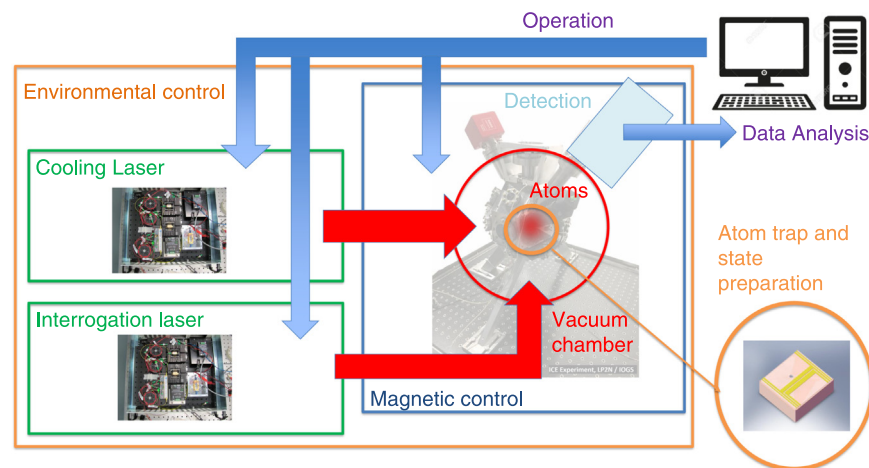 Operation
Environmental control
Detection
Data Analysis
Cooling Laser
Atoms
Atom trap and
state
preparation
Interrogation laser
Vacuum
chamber
ICE Experiment, LP2N / IOGS
Magnetic control